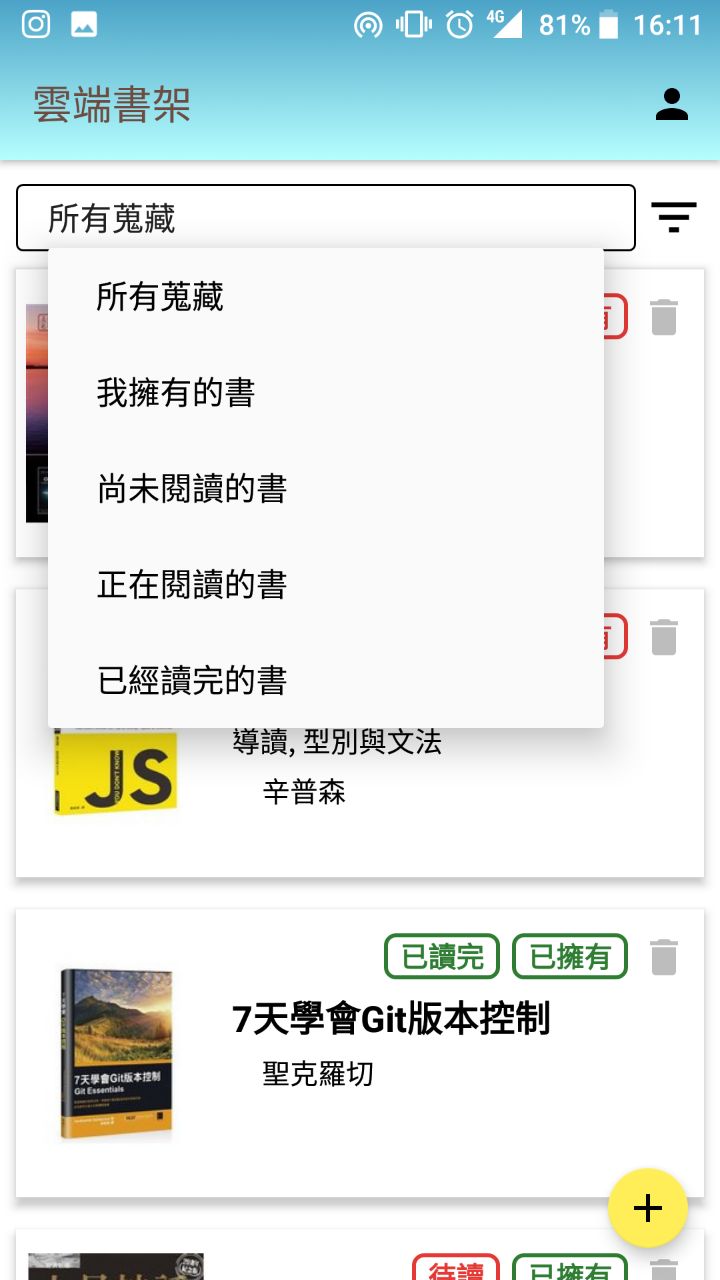 4G 81% 16:11
雲端書架
所有蒐藏
所有蒐藏
我擁有的書
尚未閱讀的書
正在閱讀的書
已經讀完的書
導讀, 型別與文法
辛普森
JS
YOU DON'T KNOW
已讀完 已擁有
7天學會Git版本控制
聖克羅切
7天學會Git版本控制
Git Essentials
待讀 已擁有